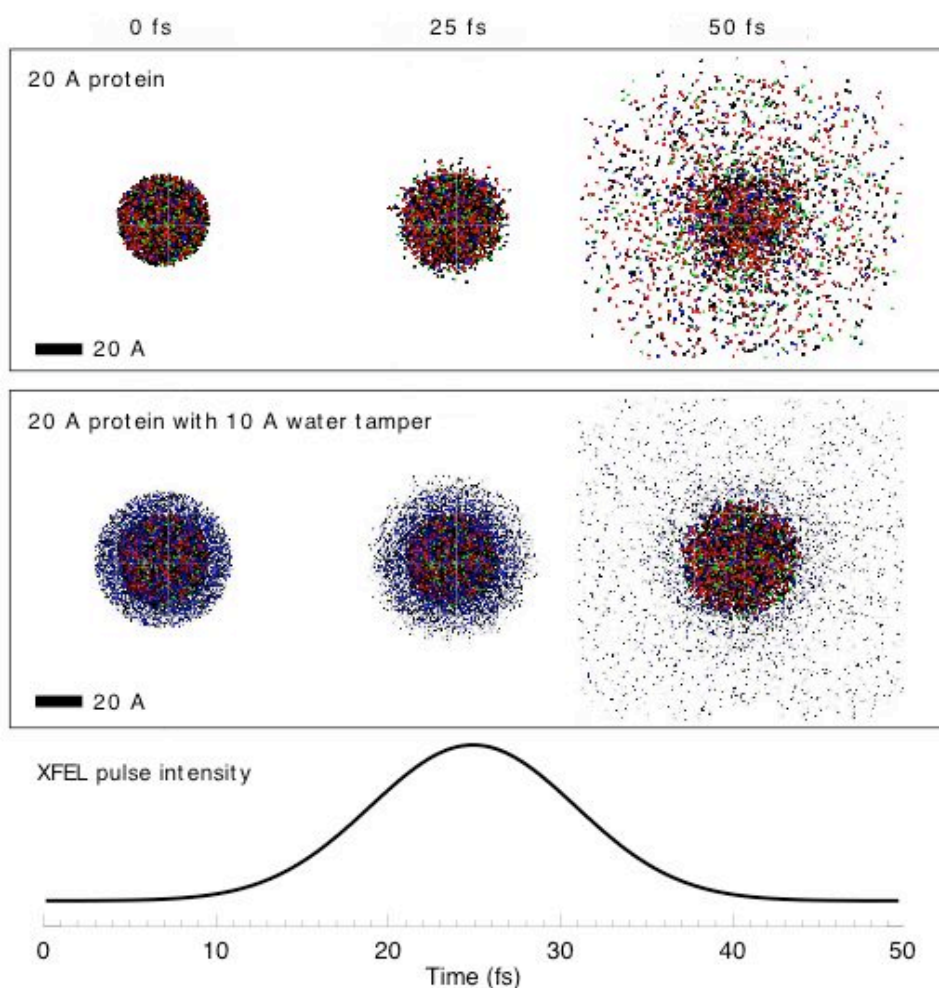 0 fs 25 fs 50 fs
20 A protein
20 A
20 A protein with 10 A water tamper
20 A
XFEL pulse intensity
0 10 20 30 40 50
Time (fs)